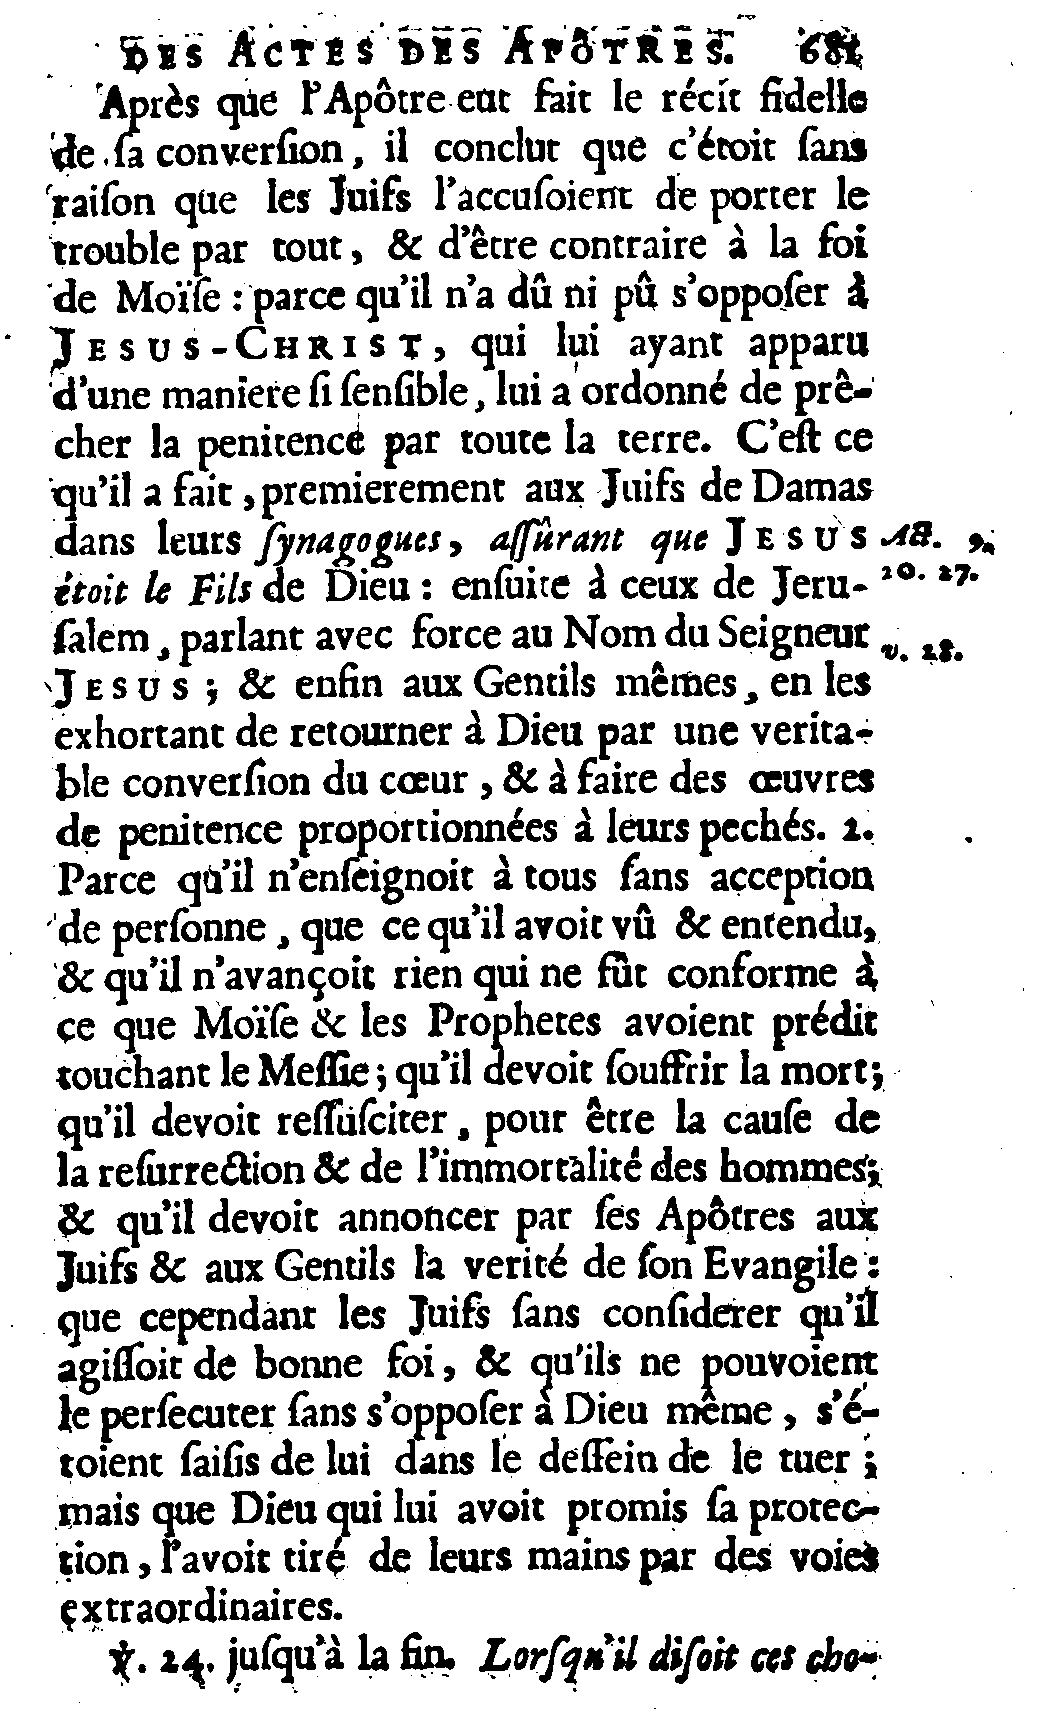 DES ACTES DES APÔTRES. 681
Après que l'Apôtre eut fait le récit fidelle
de sa conversion, il conclut que c'étoit sans
raison que les Juifs l'accusoient de porter le
trouble par tout, & d'être contraire à la foi
de Moïse : parce qu'il n'a dû ni pû s'opposer à
JESUS-CHRIST, qui lui ayant apparu
d'une maniere si sensible, lui a ordonné de prê-
cher la penitence par toute la terre. C'est ce
qu'il a fait, premierement aux Juifs de Damas
dans leurs synagogues, assûrant que JESUS
étoit le Fils de Dieu : ensuite à ceux de Jeru-
salem, parlant avec force au Nom du Seigneur
JESUS ; & enfin aux Gentils mêmes, en les
exhortant de retourner à Dieu par une verita-
ble conversion du cœur, & à faire des œuvres
de penitence proportionnées à leurs pechés. 2.
Parce qu'il n'enseignoit à tous sans acception
de personne, que ce qu'il avoit vû & entendu,
& qu'il n'avançoit rien qui ne fût conforme à
ce que Moïse & les Prophetes avoient prédit
touchant le Messie ; qu'il devoit souffrir la mort ;
qu'il devoit ressusciter, pour être la cause de
la resurrection & de l'immortalité des hommes ;
& qu'il devoit annoncer par ses Apôtres aux
Juifs & aux Gentils la verité de son Evangile :
que cependant les Juifs sans considerer qu'il
agissoit de bonne foi, & qu'ils ne pouvoient
le persecuter sans s'opposer à Dieu même, s'é-
toient saisis de lui dans le dessein de le tuer ;
mais que Dieu qui lui avoit promis sa protec-
tion, l'avoit tiré de leurs mains par des voies
extraordinaires.
℣. 24. jusqu'à la fin. Lorsqu'il disoit ces cho-
Act. 9.
20. 27.
v. 28.